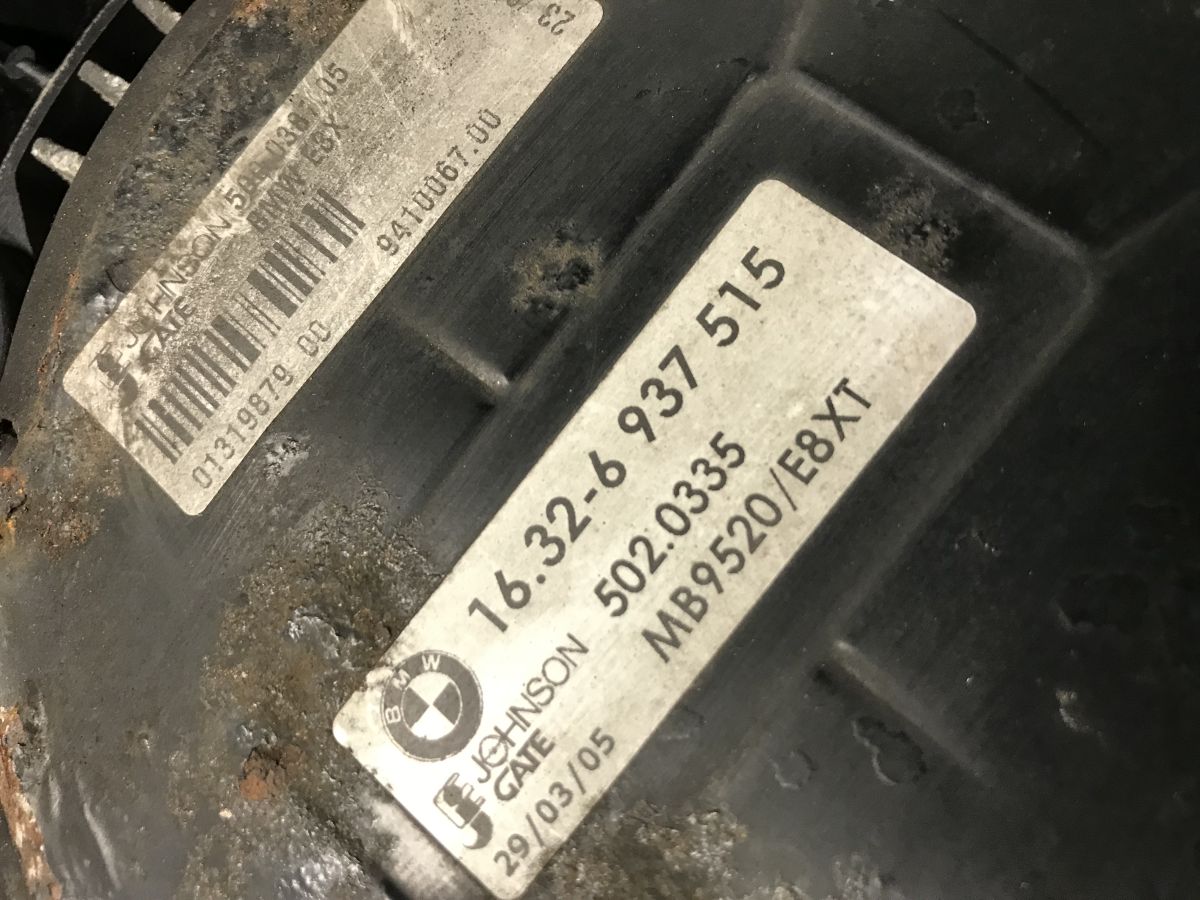 23
JOHNSON
GATE
BMW E8X
9410067.00
01319879 00
16.32-6 937 515
502.0335
MB9520/E8XT
BMW
JOHNSON
GATE
29/03/05